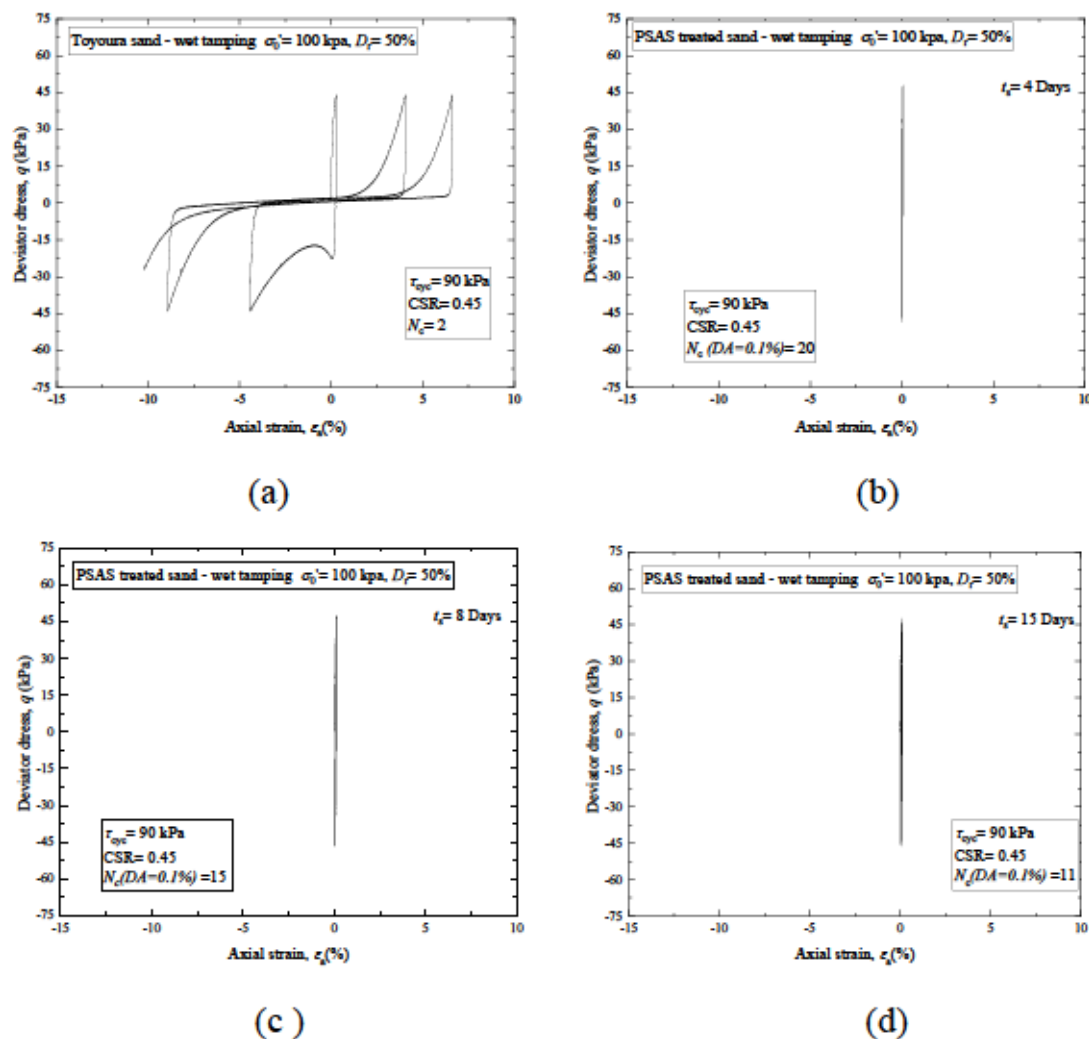 Toyoura sand - wet tamping σ₀'= 100 kpa, Dᵣ= 50%
75
60
45
30
15
0
-15
-30
-45
-60
-75
Deviator dtress, q (kPa)
τcyc= 90 kPa
CSR= 0.45
Nc= 2
-15
-10
-5
0
5
10
Axial strain, εa(%)
(a)
PSAS treated sand - wet tamping σ₀'= 100 kpa, Dᵣ= 50%
ts= 4 Days
75
60
45
30
15
0
-15
-30
-45
-60
-75
Deviator dtress, q (kPa)
τcyc= 90 kPa
CSR= 0.45
Nc (DA=0.1%)= 20
-15
-10
-5
0
5
10
Axial strain, εa(%)
(b)
PSAS treated sand - wet tamping σ₀'= 100 kpa, Dᵣ= 50%
ts= 8 Days
75
60
45
30
15
0
-15
-30
-45
-60
-75
Deviator dtress, q (kPa)
τcyc= 90 kPa
CSR= 0.45
Nc(DA=0.1%) =15
-15
-10
-5
0
5
10
Axial strain, εa(%)
(c )
PSAS treated sand - wet tamping σ₀'= 100 kpa, Dᵣ= 50%
ts= 15 Days
75
60
45
30
15
0
-15
-30
-45
-60
-75
Deviator dtress, q (kPa)
τcyc= 90 kPa
CSR= 0.45
Nc(DA=0.1%) =11
-15
-10
-5
0
5
10
Axial strain, εa(%)
(d)